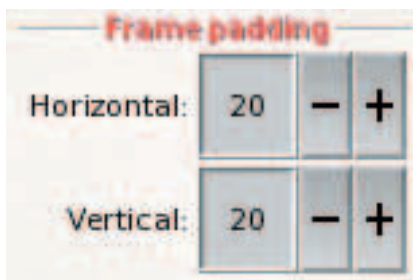 Frame padding
Horizontal: 20 - +
Vertical: 20 - +